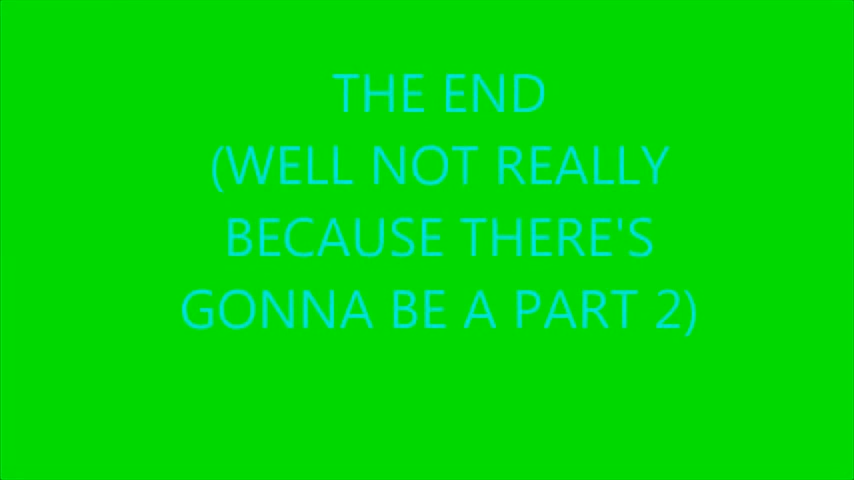 THE END
(WELL NOT REALLY
BECAUSE THERE'S
GONNA BE A PART 2)